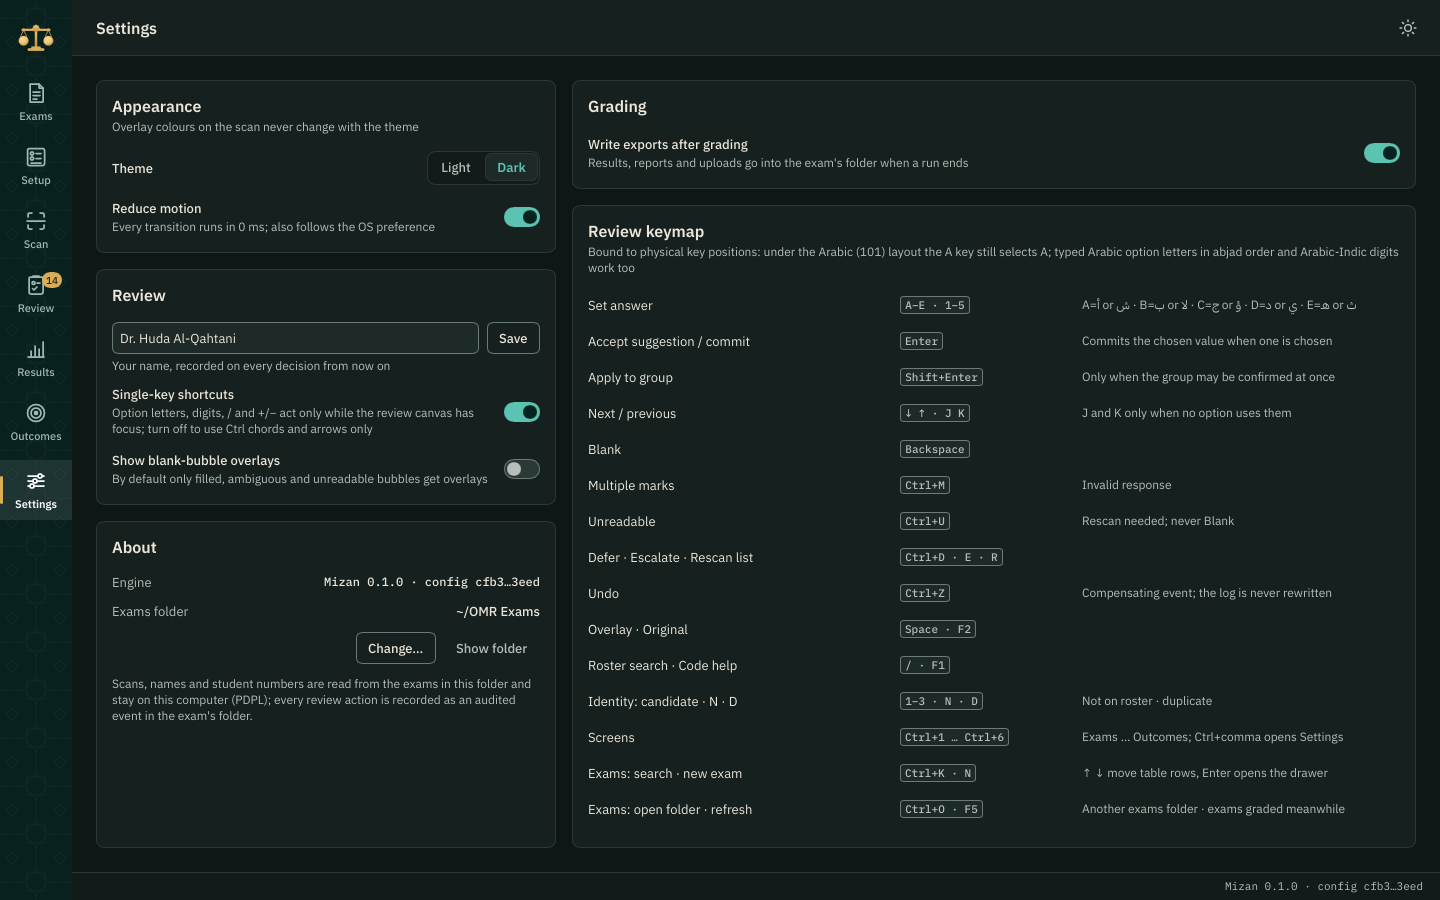 Settings
Exams
Setup
Scan
14
Review
Results
Outcomes
Settings
Appearance
Overlay colours on the scan never change with the theme
Theme
Light
Dark
Reduce motion
Every transition runs in 0 ms; also follows the OS preference
Review
Dr. Huda Al-Qahtani
Save
Your name, recorded on every decision from now on
Single-key shortcuts
Option letters, digits, / and +/− act only while the review canvas has
focus; turn off to use Ctrl chords and arrows only
Show blank-bubble overlays
By default only filled, ambiguous and unreadable bubbles get overlays
About
Engine Mizan 0.1.0 · config cfb3…3eed
Exams folder ~/OMR Exams
Change… Show folder
Scans, names and student numbers are read from the exams in this folder and
stay on this computer (PDPL); every review action is recorded as an audited
event in the exam's folder.
Grading
Write exports after grading
Results, reports and uploads go into the exam's folder when a run ends
Review keymap
Bound to physical key positions: under the Arabic (101) layout the A key still selects A; typed Arabic option letters in abjad order and Arabic-Indic digits
work too
Set answer A–E · 1–5 A=أ or ش · B=ب or لا · C=ج or ؤ · D=د or ي · E=هـ or ث
Accept suggestion / commit Enter Commits the chosen value when one is chosen
Apply to group Shift+Enter Only when the group may be confirmed at once
Next / previous ↓ ↑ · J K J and K only when no option uses them
Blank Backspace
Multiple marks Ctrl+M Invalid response
Unreadable Ctrl+U Rescan needed; never Blank
Defer · Escalate · Rescan list Ctrl+D · E · R
Undo Ctrl+Z Compensating event; the log is never rewritten
Overlay · Original Space · F2
Roster search · Code help / · F1
Identity: candidate · N · D 1–3 · N · D Not on roster · duplicate
Screens Ctrl+1 … Ctrl+6 Exams … Outcomes; Ctrl+comma opens Settings
Exams: search · new exam Ctrl+K · N ↑ ↓ move table rows, Enter opens the drawer
Exams: open folder · refresh Ctrl+O · F5 Another exams folder · exams graded meanwhile
Mizan 0.1.0 · config cfb3…3eed